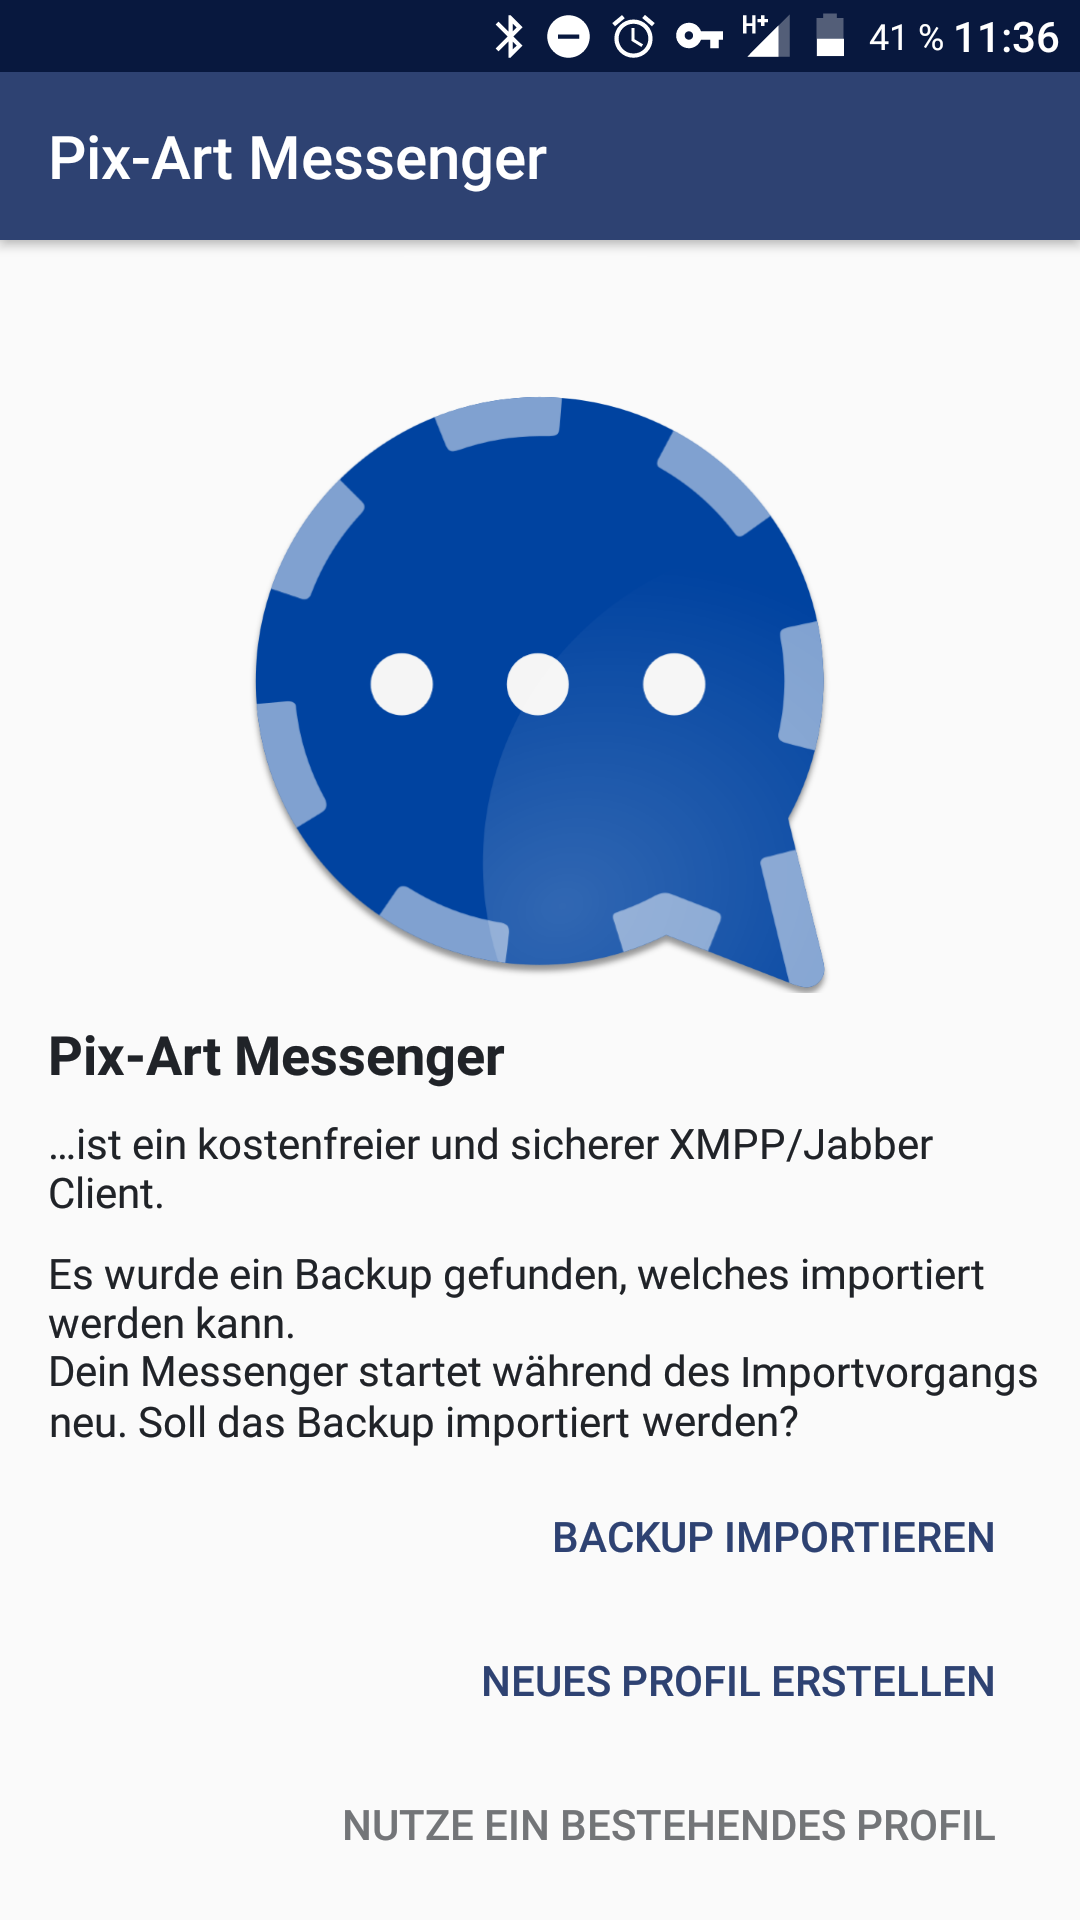 H+ 41 % 11:36
Pix-Art Messenger
Pix-Art Messenger
…ist ein kostenfreier und sicherer XMPP/Jabber
Client.
Es wurde ein Backup gefunden, welches importiert
werden kann.
Dein Messenger startet während des Importvorgangs
neu. Soll das Backup importiert werden?
BACKUP IMPORTIEREN
NEUES PROFIL ERSTELLEN
NUTZE EIN BESTEHENDES PROFIL